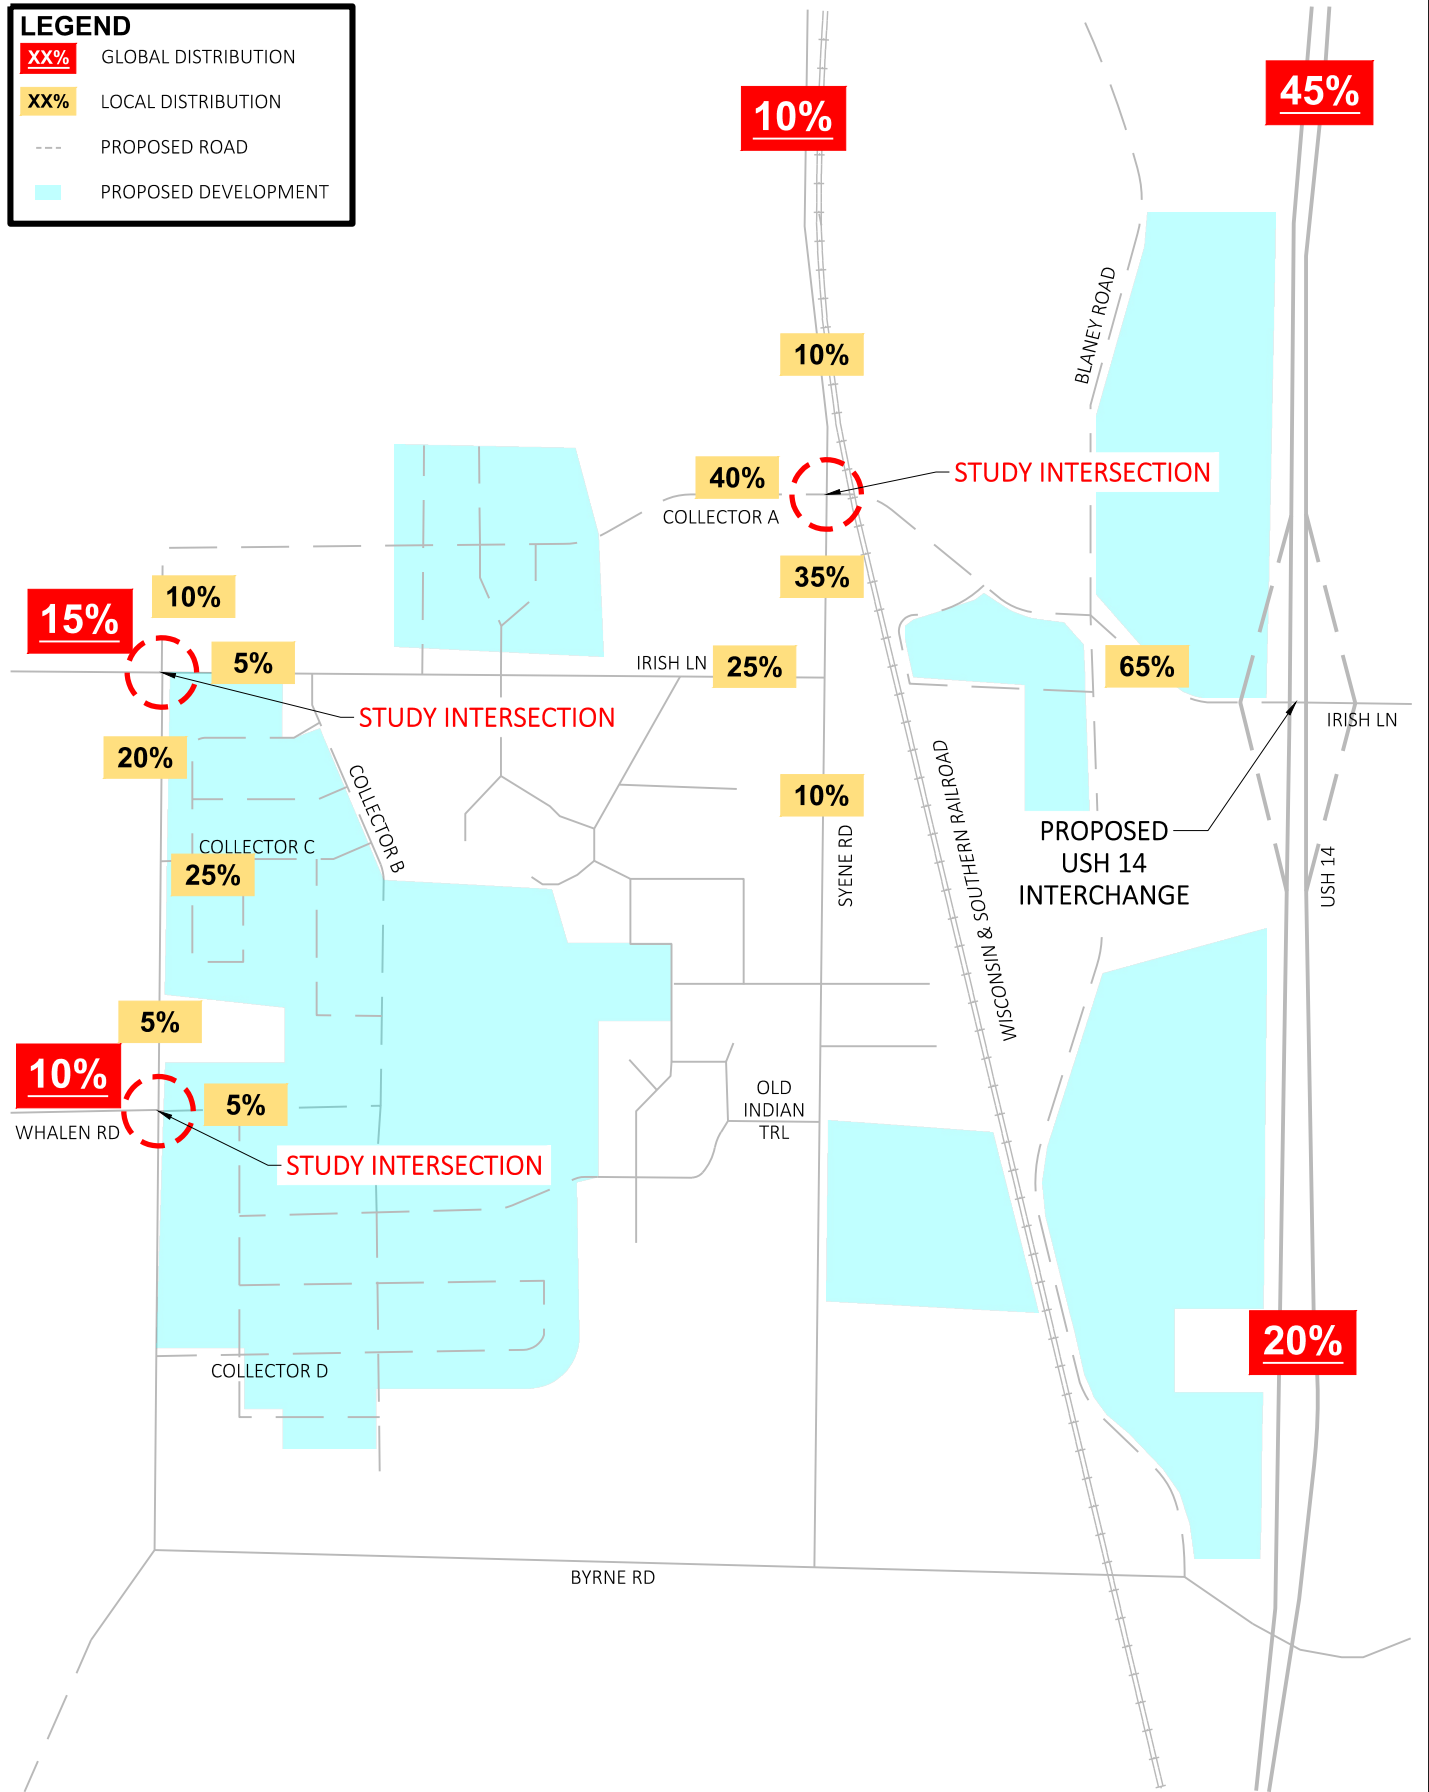 LEGEND
XX% GLOBAL DISTRIBUTION
XX% LOCAL DISTRIBUTION
PROPOSED ROAD
PROPOSED DEVELOPMENT
45%
10%
BLANEY ROAD
10%
40%
STUDY INTERSECTION
COLLECTOR A
35%
10%
15%
5%
IRISH LN
25%
65%
STUDY INTERSECTION
IRISH LN
20%
10%
COLLECTOR B
WISCONSIN & SOUTHERN RAILROAD
PROPOSED
USH 14
INTERCHANGE
COLLECTOR C
25%
SYENE RD
USH 14
5%
10%
5%
WHALEN RD
OLD
INDIAN
TRL
STUDY INTERSECTION
20%
COLLECTOR D
BYRNE RD